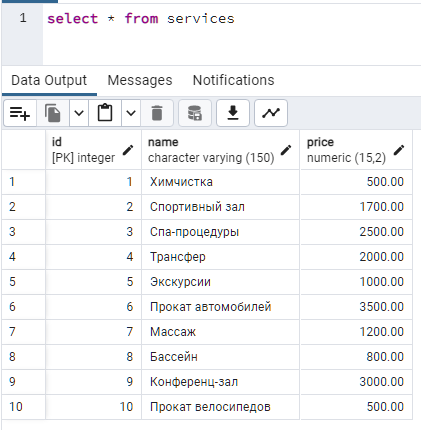 1 select * from services
Data Output Messages Notifications
id name price
[PK] integer character varying (150) numeric (15,2)
1 1 Химчистка 500.00
2 2 Спортивный зал 1700.00
3 3 Спа-процедуры 2500.00
4 4 Трансфер 2000.00
5 5 Экскурсии 1000.00
6 6 Прокат автомобилей 3500.00
7 7 Массаж 1200.00
8 8 Бассейн 800.00
9 9 Конференц-зал 3000.00
10 10 Прокат велосипедов 500.00